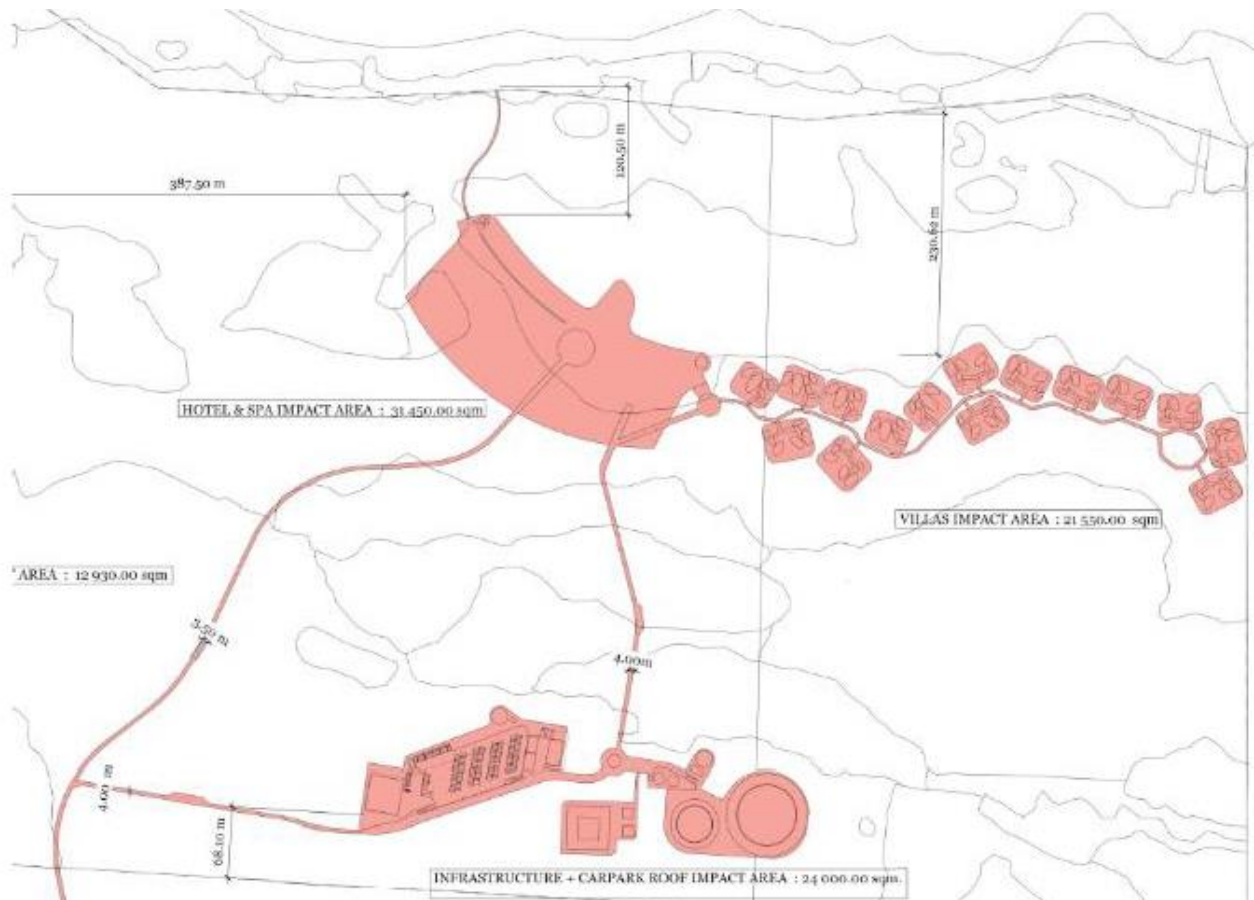 120.50 m
387.50 m
230.62 m
HOTEL & SPA IMPACT AREA : 31 450.00 sqm
VILLAS IMPACT AREA : 21 550.00 sqm
AREA : 12 930.00 sqm
3.50 m
4.00m
4.00 m
68.10 m
INFRASTRUCTURE + CARPARK ROOF IMPACT AREA : 24 000.00 sqm.